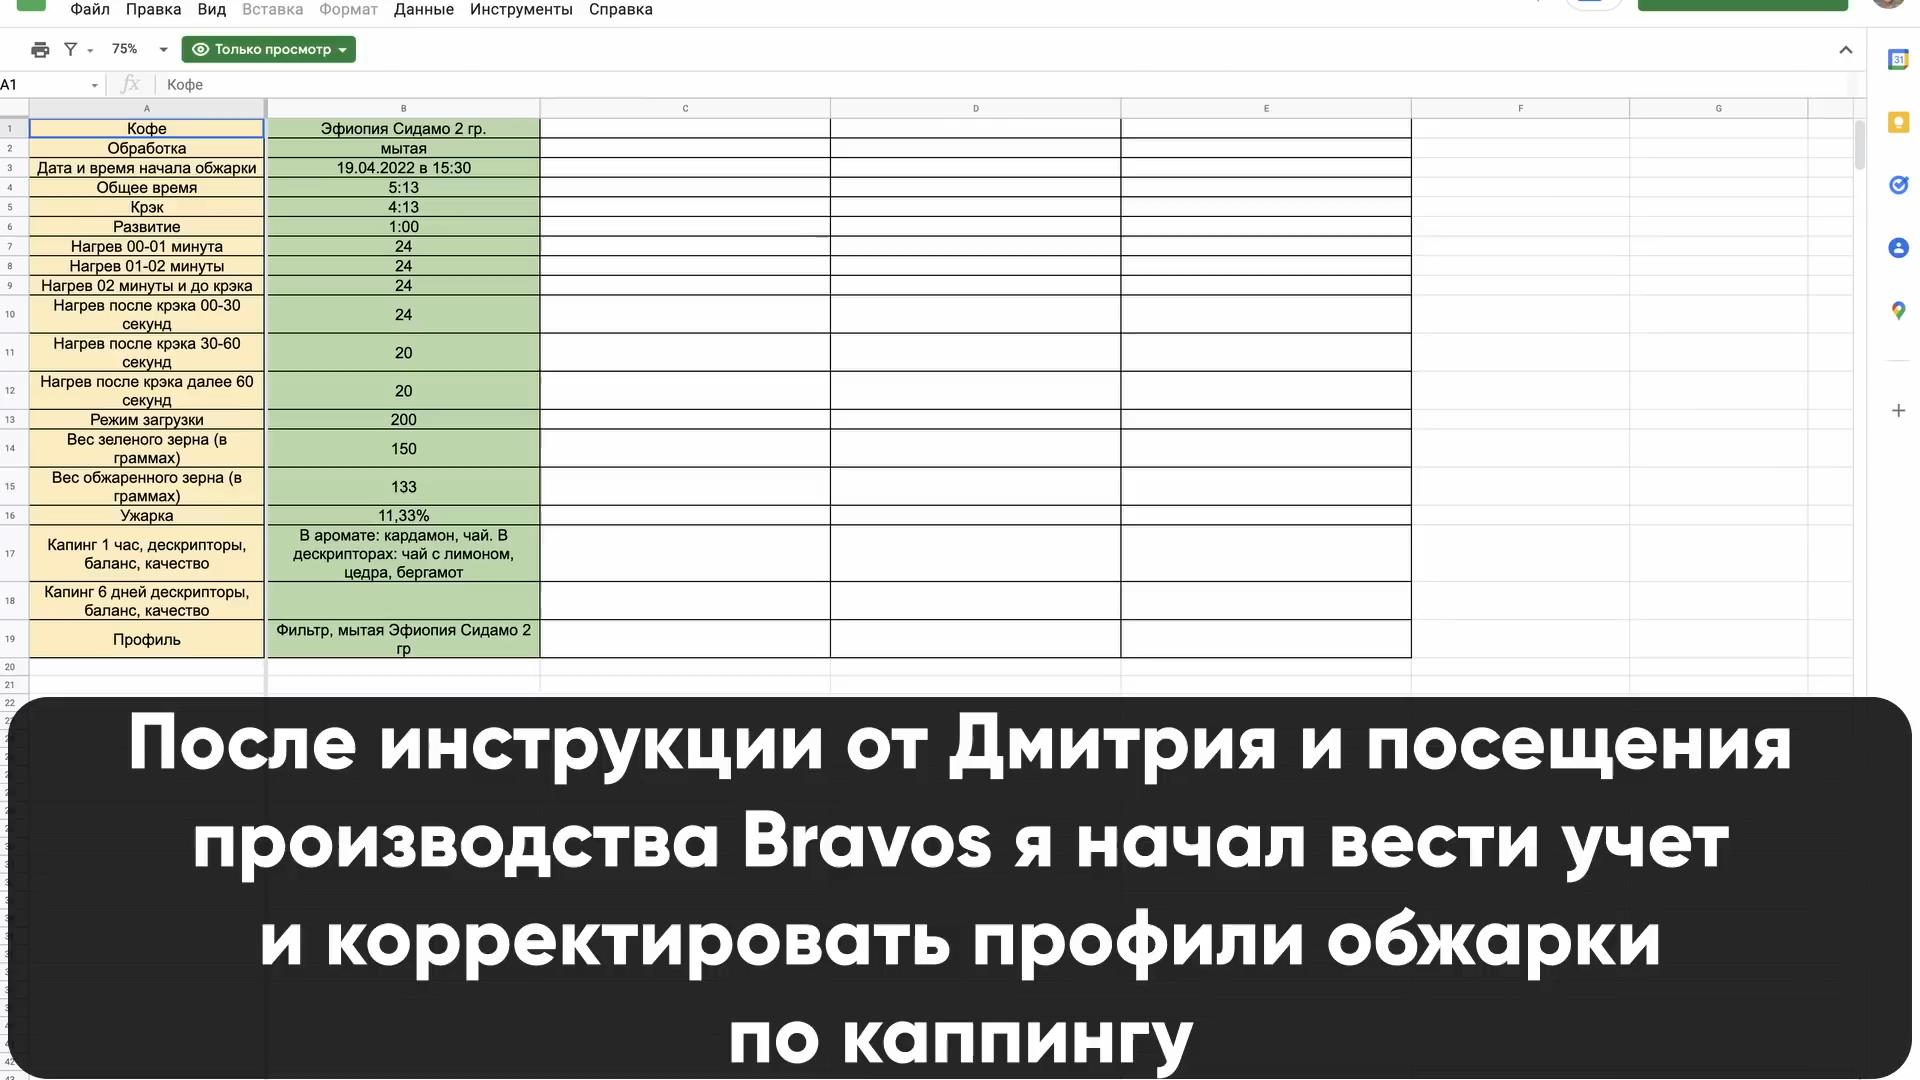 Файл Правка Вид Вставка Формат Данные Инструменты Справка
75% Только просмотр
A1 fx Кофе
A B C D E F G
1 Кофе Эфиопия Сидамо 2 гр.
2 Обработка мытая
3 Дата и время начала обжарки 19.04.2022 в 15:30
4 Общее время 5:13
5 Крэк 4:13
6 Развитие 1:00
7 Нагрев 00-01 минута 24
8 Нагрев 01-02 минуты 24
9 Нагрев 02 минуты и до крэка 24
Нагрев после крэка 00-30
10 24
секунд
Нагрев после крэка 30-60
11 20
секунд
Нагрев после крэка далее 60
12 20
секунд
13 Режим загрузки 200
Вес зеленого зерна (в
14 150
граммах)
Вес обжаренного зерна (в
15 133
граммах)
16 Ужарка 11,33%
В аромате: кардамон, чай. В
Капинг 1 час, дескрипторы,
17 дескрипторах: чай с лимоном,
баланс, качество
цедра, бергамот
Капинг 6 дней дескрипторы,
18
баланс, качество
Фильтр, мытая Эфиопия Сидамо 2
19 Профиль
гр
20
21
22
31
После инструкции от Дмитрия и посещения
производства Bravos я начал вести учет
и корректировать профили обжарки
по каппингу